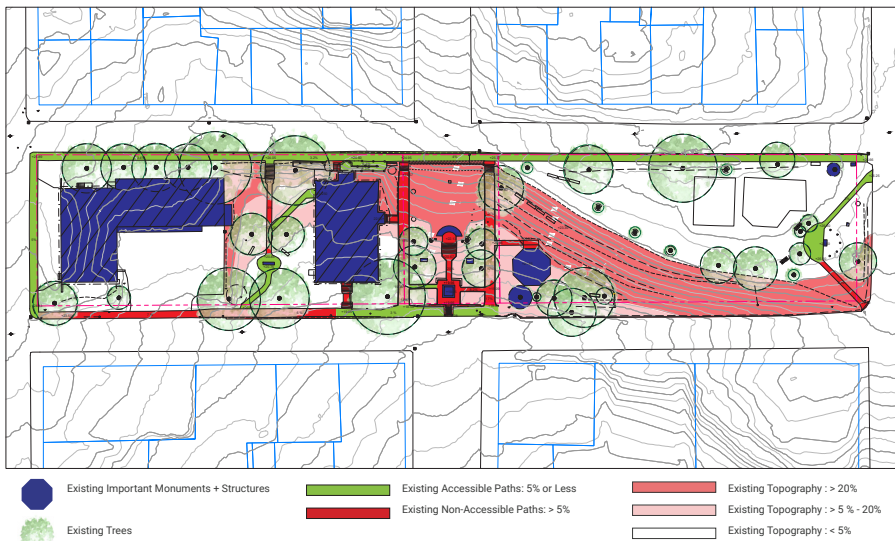 Existing Important Monuments + Structures
Existing Trees
Existing Accessible Paths: 5% or Less
Existing Non-Accessible Paths: > 5%
Existing Topography : > 20%
Existing Topography : > 5 % - 20%
Existing Topography : < 5%